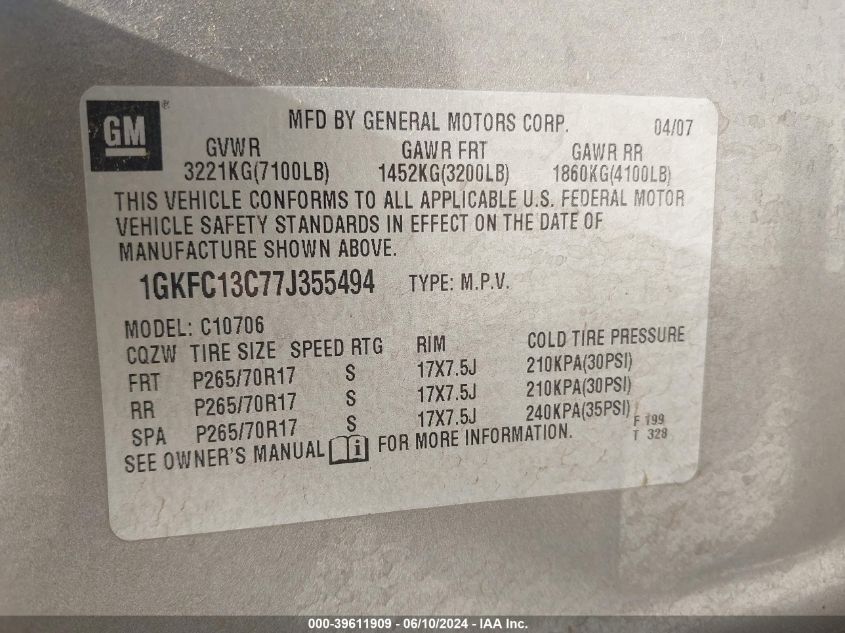 GM
®
MFD BY GENERAL MOTORS CORP. 04/07
GVWR GAWR FRT GAWR RR
3221KG(7100LB) 1452KG(3200LB) 1860KG(4100LB)
THIS VEHICLE CONFORMS TO ALL APPLICABLE U.S. FEDERAL MOTOR
VEHICLE SAFETY STANDARDS IN EFFECT ON THE DATE OF
MANUFACTURE SHOWN ABOVE.
1GKFC13C77J355494 TYPE: M.P.V.
MODEL: C10706
CQZW TIRE SIZE SPEED RTG RIM COLD TIRE PRESSURE
FRT P265/70R17 S 17X7.5J 210KPA(30PSI)
RR P265/70R17 S 17X7.5J 210KPA(30PSI)
SPA P265/70R17 S 17X7.5J 240KPA(35PSI)
F 199
T 328
SEE OWNER'S MANUAL i FOR MORE INFORMATION.
000-39611909 - 06/10/2024 - IAA Inc.